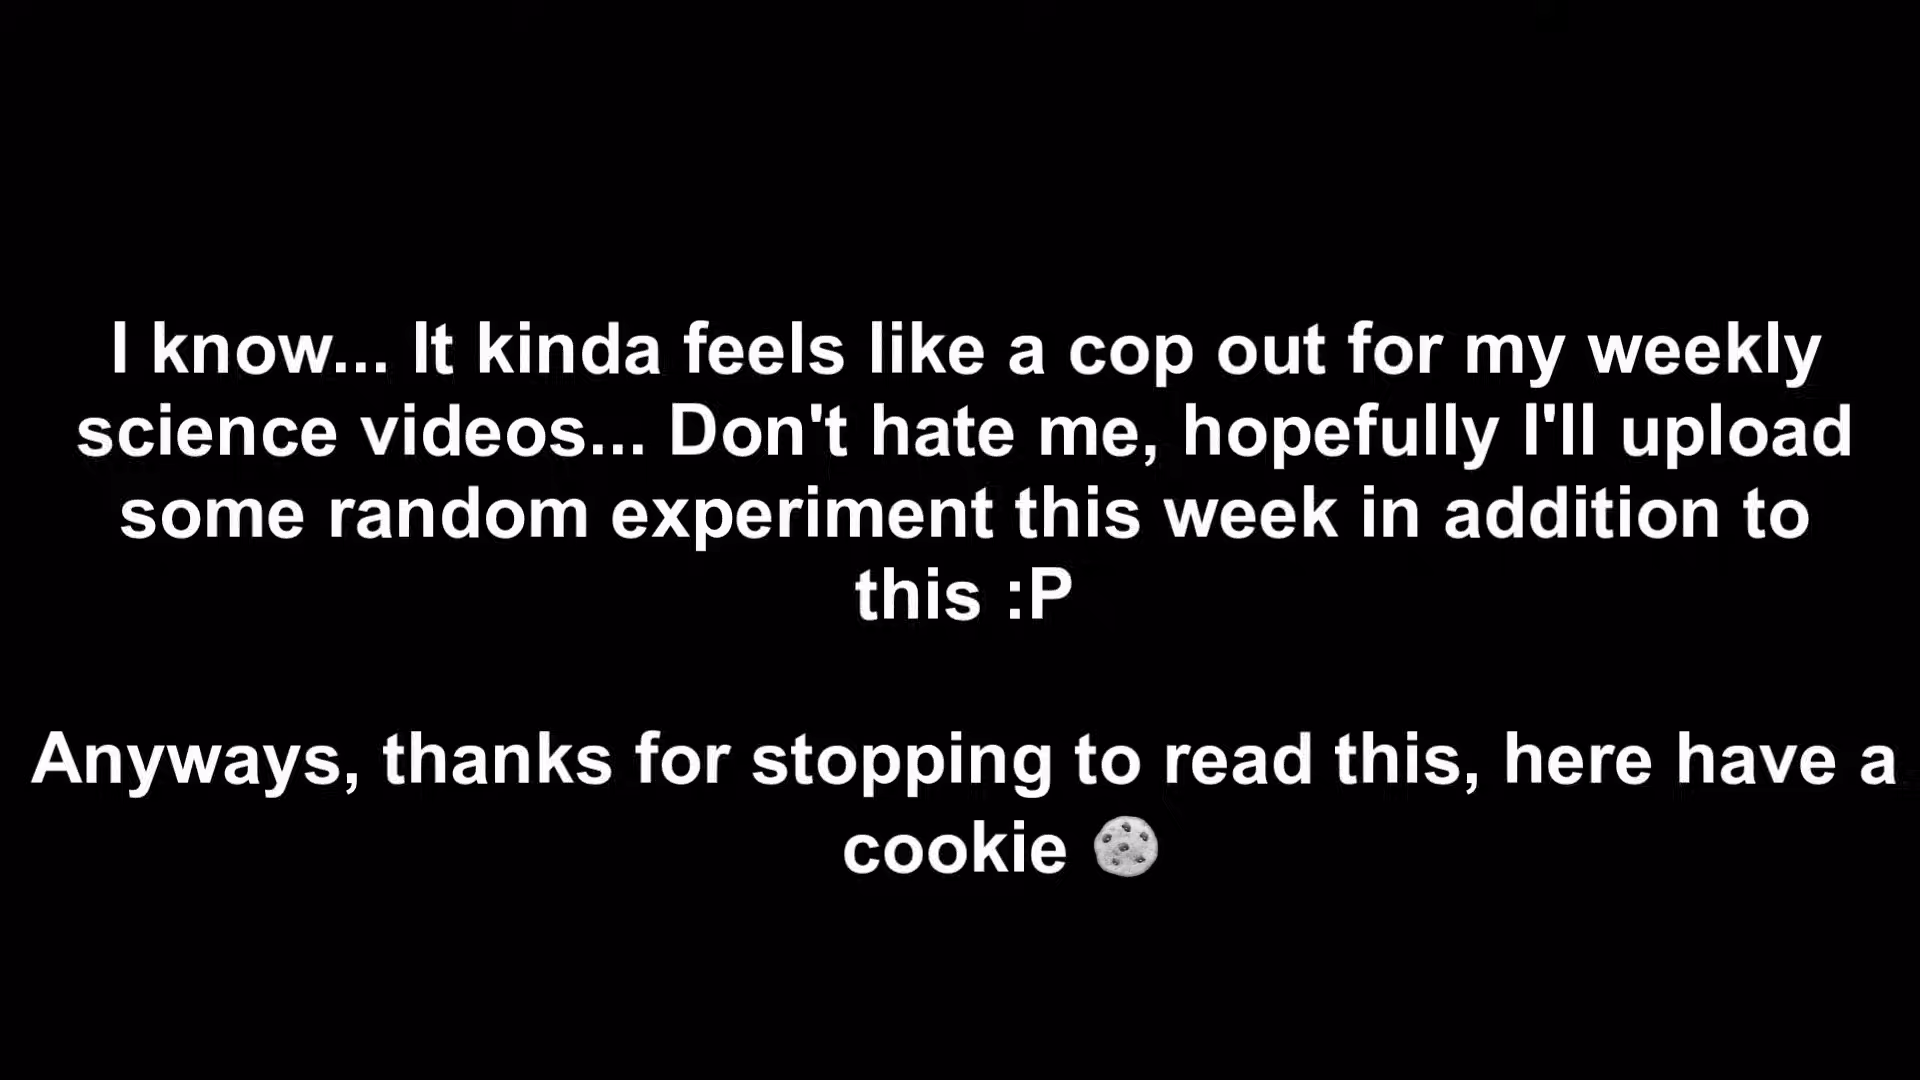 I know... It kinda feels like a cop out for my weekly
science videos... Don't hate me, hopefully I'll upload
some random experiment this week in addition to
this :P
Anyways, thanks for stopping to read this, here have a
cookie 🍪